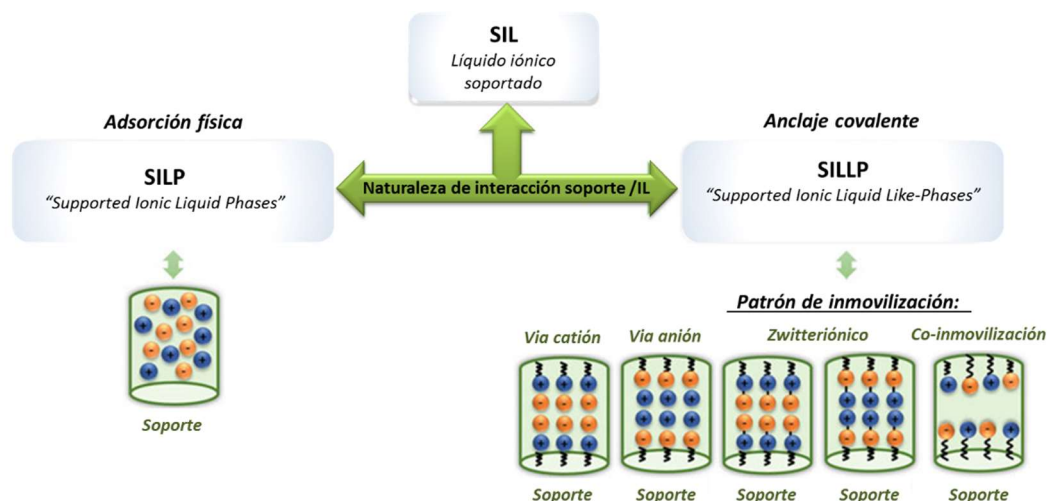 SIL
Líquido iónico
soportado
Adsorción física
Anclaje covalente
SILP
“Supported Ionic Liquid Phases”
Naturaleza de interacción soporte /IL
SILLP
“Supported Ionic Liquid Like-Phases”
Patrón de inmovilización:
Via catión
Via anión
Zwitteriónico
Co-inmovilización
Soporte
Soporte
Soporte
Soporte
Soporte
Soporte